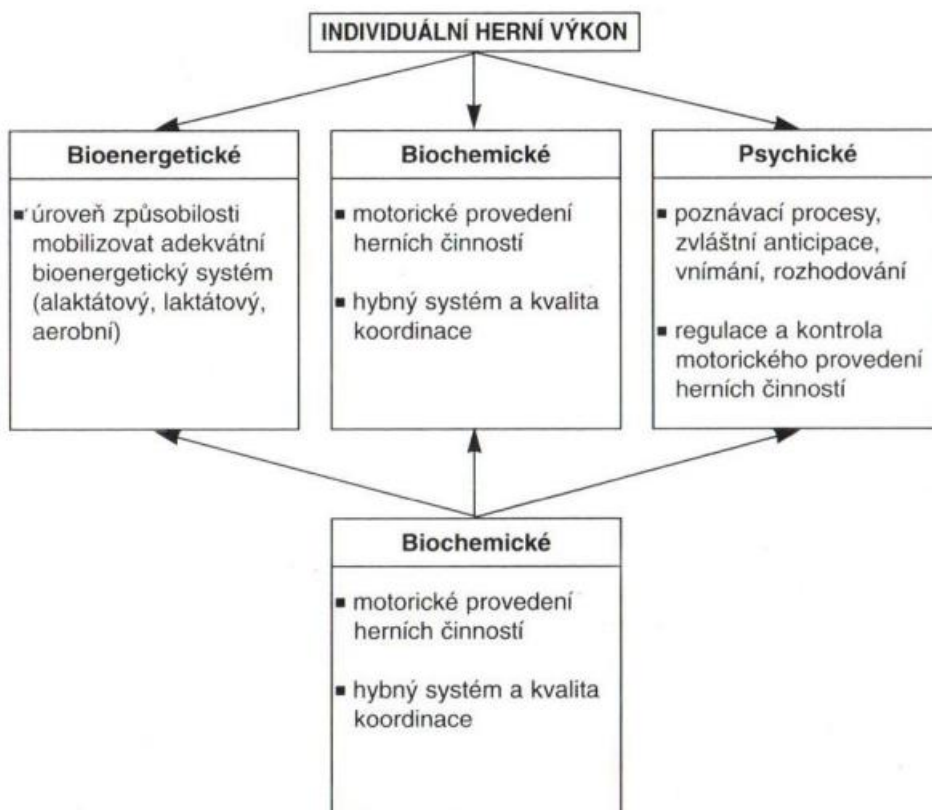 INDIVIDUÁLNÍ HERNÍ VÝKON
Bioenergetické
▪ úroveň způsobilosti
mobilizovat adekvátní
bioenergetický systém
(alaktátový, laktátový,
aerobní)
Biochemické
▪ motorické provedení
herních činností
▪ hybný systém a kvalita
koordinace
Psychické
▪ poznávací procesy,
zvláštní anticipace,
vnímání, rozhodování
▪ regulace a kontrola
motorického provedení
herních činností
Biochemické
▪ motorické provedení
herních činností
▪ hybný systém a kvalita
koordinace